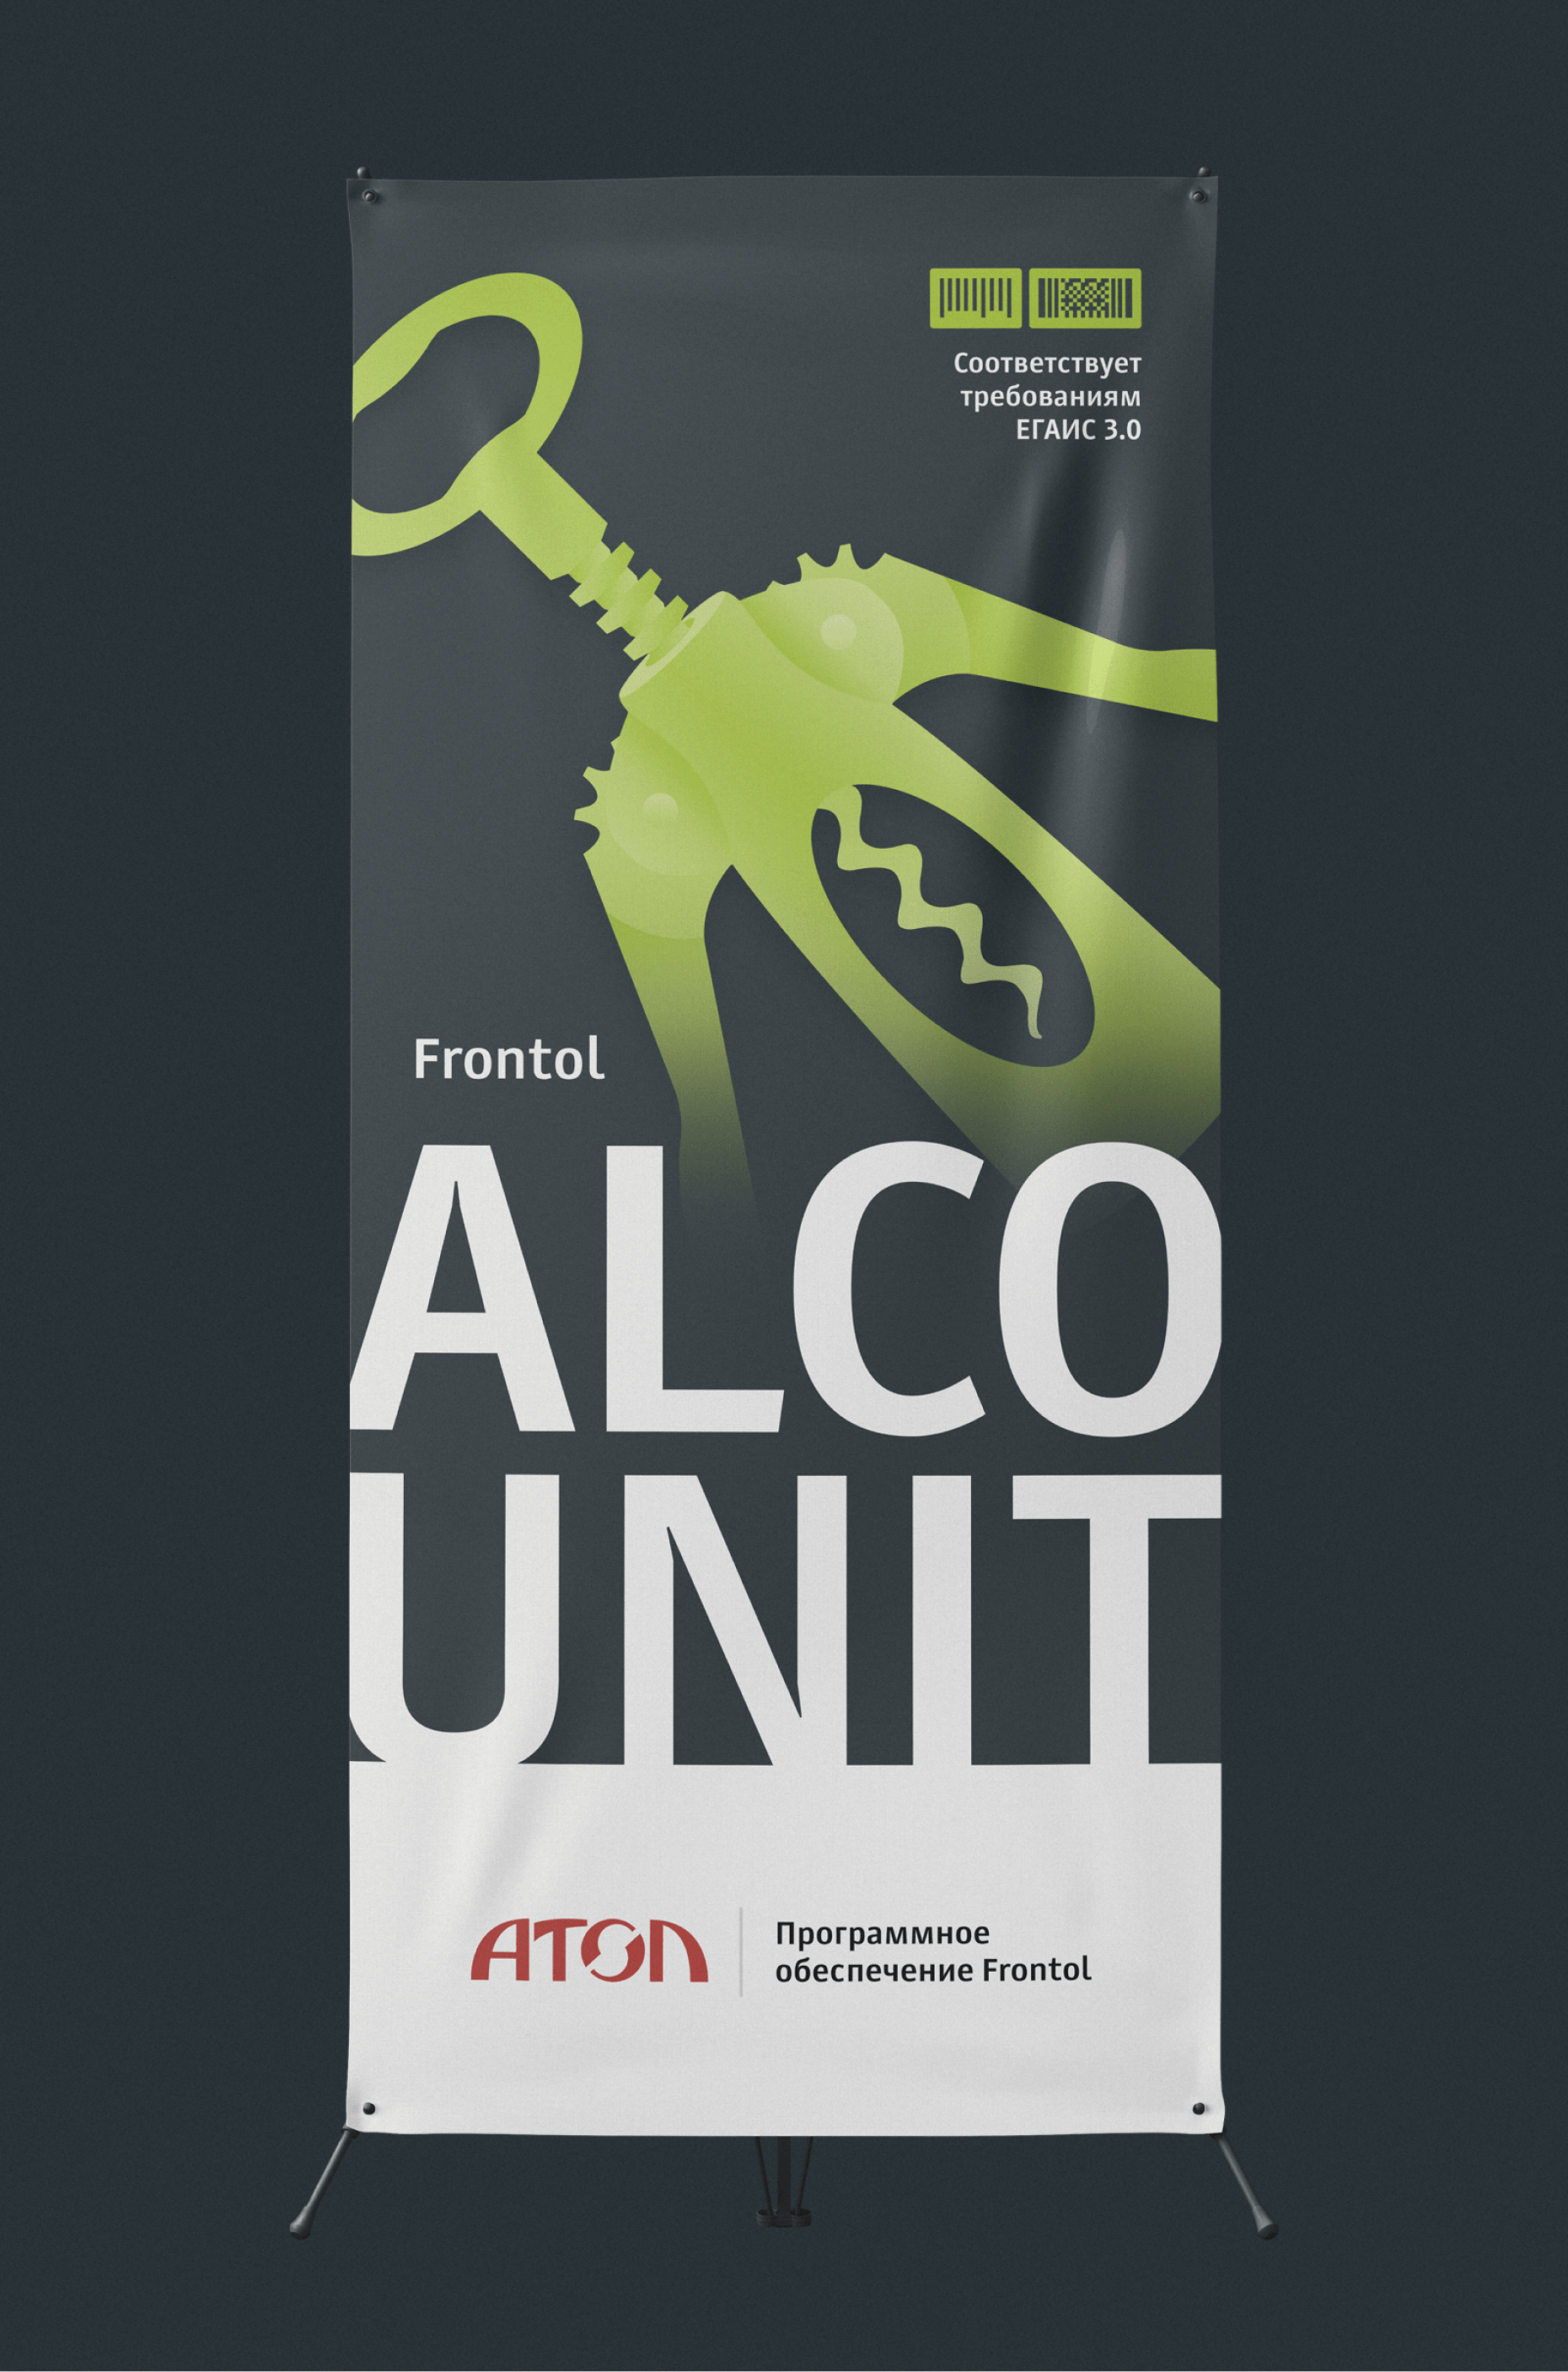 Соответствует
требованиям
ЕГАИС 3.0
Frontol
ALCO
UNIT
АТОЛ
Программное
обеспечение Frontol